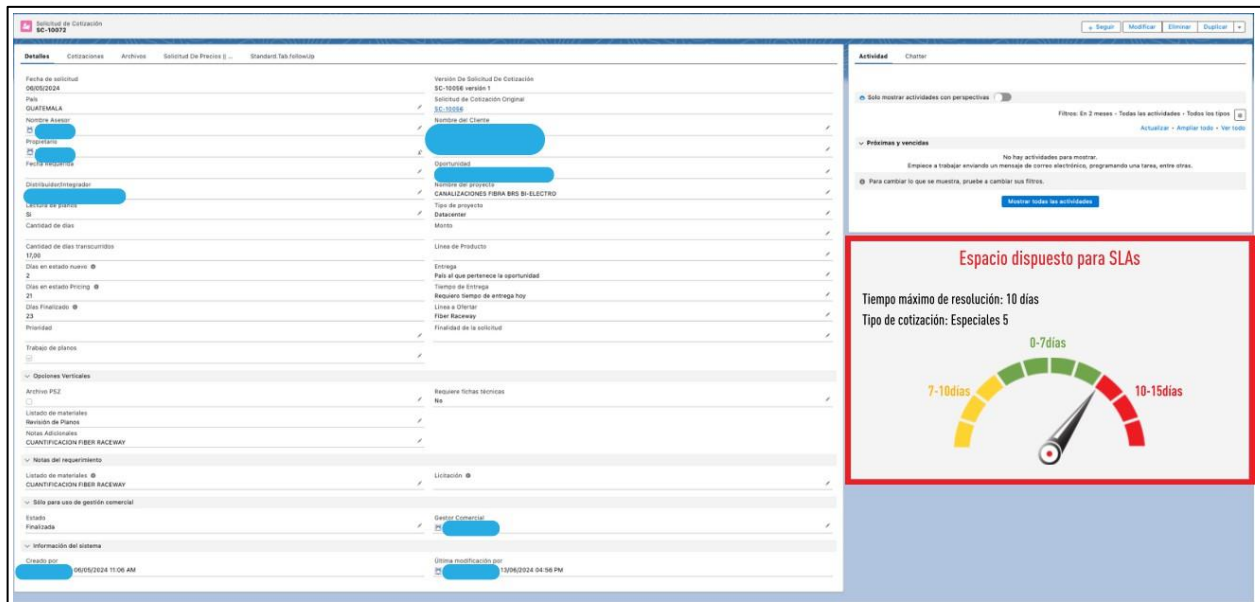 Solicitud de Cotización
SC-10072
+ Seguir Modificar Eliminar Duplicar
Detalles Cotizaciones Archivos Solicitud De Precios || ... Standard.Tab.followUp
Fecha de solicitud
06/05/2024
Versión De Solicitud De Cotización
SC-10056 versión 1
País
GUATEMALA
Solicitud de Cotización Original
SC-10056
Nombre Asesor
Nombre del Cliente
Propietario
Fecha Requerida
Oportunidad
Distribuidor/Integrador
Nombre del proyecto
CANALIZACIONES FIBRA BRS BI-ELECTRO
Lectura de planos
Si
Tipo de proyecto
Datacenter
Cantidad de días
Monto
Cantidad de días transcurridos
17,00
Línea de Producto
Días en estado nuevo
2
Entrega
País al que pertenece la oportunidad
Días en estado Pricing
21
Tiempo de Entrega
Requiero tiempo de entrega hoy
Días Finalizado
23
Línea a Ofertar
Fiber Raceway
Prioridad
Finalidad de la solicitud
Trabajo de planos
Opciones Verticales
Archivo PSZ
Requiere fichas técnicas
No
Listado de materiales
Revisión de Planos
Notas Adicionales
CUANTIFICACION FIBER RACEWAY
Notas del requerimiento
Listado de materiales
CUANTIFICACION FIBER RACEWAY
Licitación
Sólo para uso de gestión comercial
Estado
Finalizada
Gestor Comercial
Información del sistema
Creado por
06/05/2024 11:06 AM
Última modificación por
13/06/2024 04:56 PM
Actividad Chatter
Solo mostrar actividades con perspectivas
Filtros: En 2 meses • Todas las actividades • Todos los tipos
Actualizar • Ampliar todo • Ver todo
Próximas y vencidas
No hay actividades para mostrar.
Empiece a trabajar enviando un mensaje de correo electrónico, programando una tarea, entre otras.
Para cambiar lo que se muestra, pruebe a cambiar sus filtros.
Mostrar todas las actividades
Espacio dispuesto para SLAs
Tiempo máximo de resolución: 10 días
Tipo de cotización: Especiales 5
0-7días
7-10días
10-15días